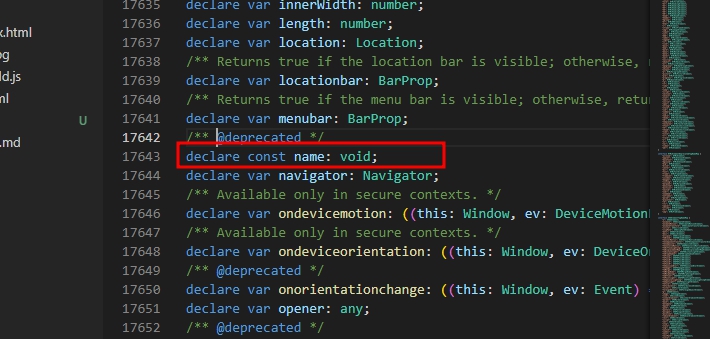 17635 declare var innerWidth: number;
17636 declare var length: number;
17637 declare var location: Location;
17638 /** Returns true if the location bar is visible; otherwise,
17639 declare var locationbar: BarProp;
17640 /** Returns true if the menu bar is visible; otherwise, retur
17641 declare var menubar: BarProp;
17642 /** @deprecated */
17643 declare const name: void;
17644 declare var navigator: Navigator;
17645 /** Available only in secure contexts. */
17646 declare var ondevicemotion: ((this: Window, ev: DeviceMotionE
17647 /** Available only in secure contexts. */
17648 declare var ondeviceorientation: ((this: Window, ev: DeviceOr
17649 /** @deprecated */
17650 declare var onorientationchange: ((this: Window, ev: Event) =
17651 declare var opener: any;
17652 /** @deprecated */
x.html
og
ld.js
ml
U
.md